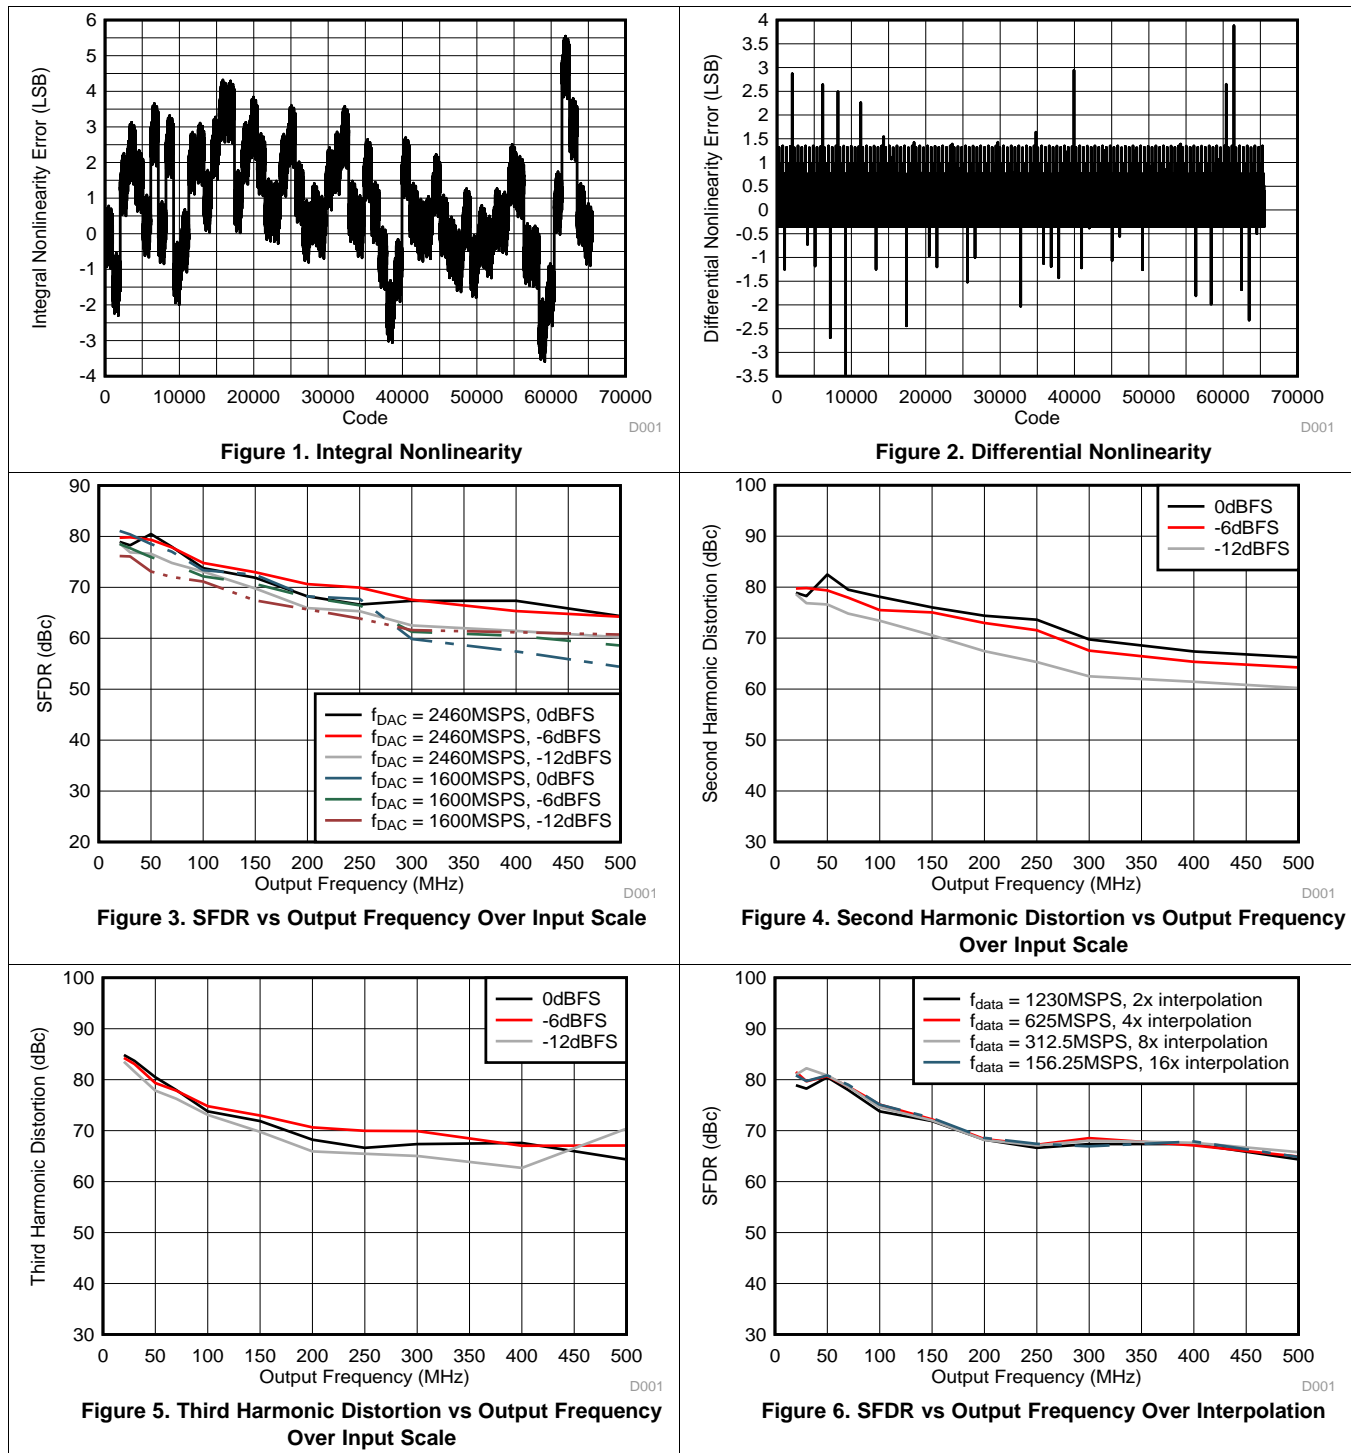 Integral Nonlinearity Error (LSB)
6
5
4
3
2
1
0
-1
-2
-3
-4
0 10000 20000 30000 40000 50000 60000 70000
Code
D001
Figure 1. Integral Nonlinearity
Differential Nonlinearity Error (LSB)
4
3.5
3
2.5
2
1.5
1
0.5
0
-0.5
-1
-1.5
-2
-2.5
-3
-3.5
0 10000 20000 30000 40000 50000 60000 70000
Code
D001
Figure 2. Differential Nonlinearity
SFDR (dBc)
90
80
70
60
50
40
30
20
fDAC = 2460MSPS, 0dBFS
fDAC = 2460MSPS, -6dBFS
fDAC = 2460MSPS, -12dBFS
fDAC = 1600MSPS, 0dBFS
fDAC = 1600MSPS, -6dBFS
fDAC = 1600MSPS, -12dBFS
0 50 100 150 200 250 300 350 400 450 500
Output Frequency (MHz)
D001
Figure 3. SFDR vs Output Frequency Over Input Scale
Second Harmonic Distortion (dBc)
100
90
80
70
60
50
40
30
0dBFS
-6dBFS
-12dBFS
0 50 100 150 200 250 300 350 400 450 500
Output Frequency (MHz)
D001
Figure 4. Second Harmonic Distortion vs Output Frequency
Over Input Scale
Third Harmonic Distortion (dBc)
100
90
80
70
60
50
40
30
0dBFS
-6dBFS
-12dBFS
0 50 100 150 200 250 300 350 400 450 500
Output Frequency (MHz)
D001
Figure 5. Third Harmonic Distortion vs Output Frequency
Over Input Scale
SFDR (dBc)
100
90
80
70
60
50
40
30
fdata = 1230MSPS, 2x interpolation
fdata = 625MSPS, 4x interpolation
fdata = 312.5MSPS, 8x interpolation
fdata = 156.25MSPS, 16x interpolation
0 50 100 150 200 250 300 350 400 450 500
Output Frequency (MHz)
D001
Figure 6. SFDR vs Output Frequency Over Interpolation